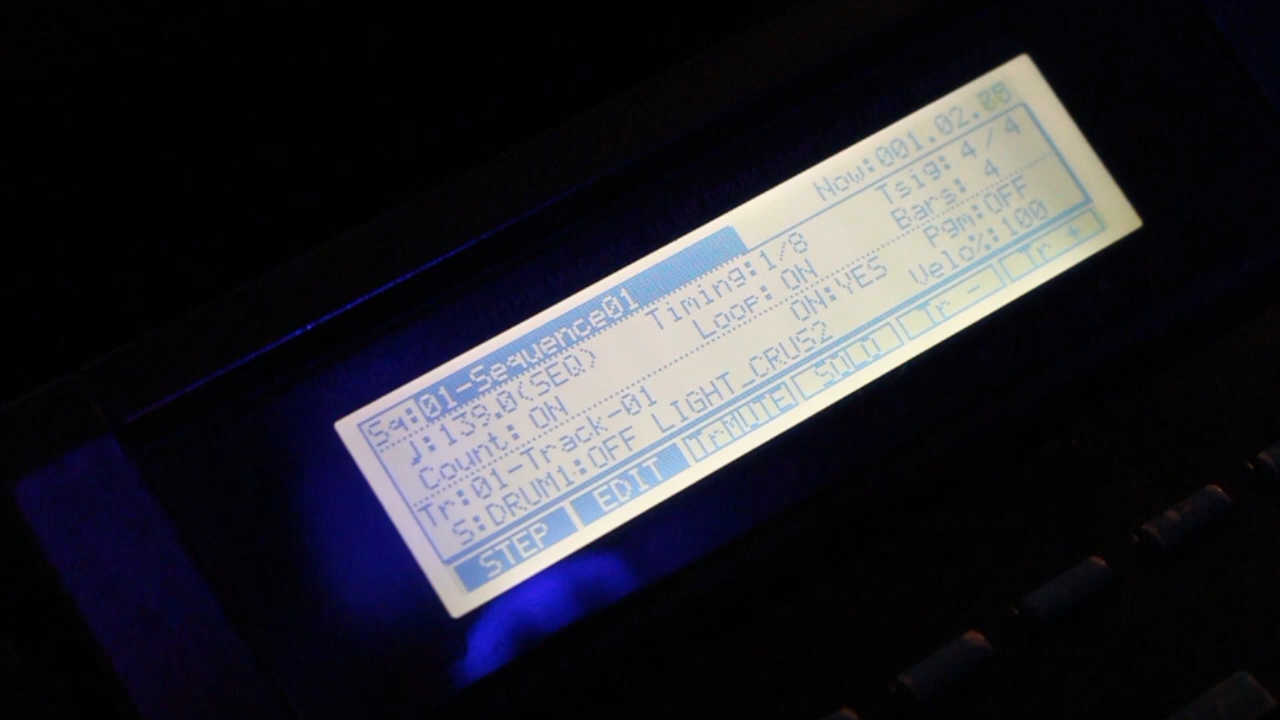 Now:001.02.
Sq:01-Sequence01
♩:139.0(SEQ) Timing:1/8 Tsig: 4/4
Count: ON Loop: ON Bars: 4
Tr:01-Track-01 ON:YES Pgm:OFF
S:DRUM1:OFF LIGHT_CRUS2 Velo%:100
STEP EDIT TrMUTE SOLO Tr - Tr +